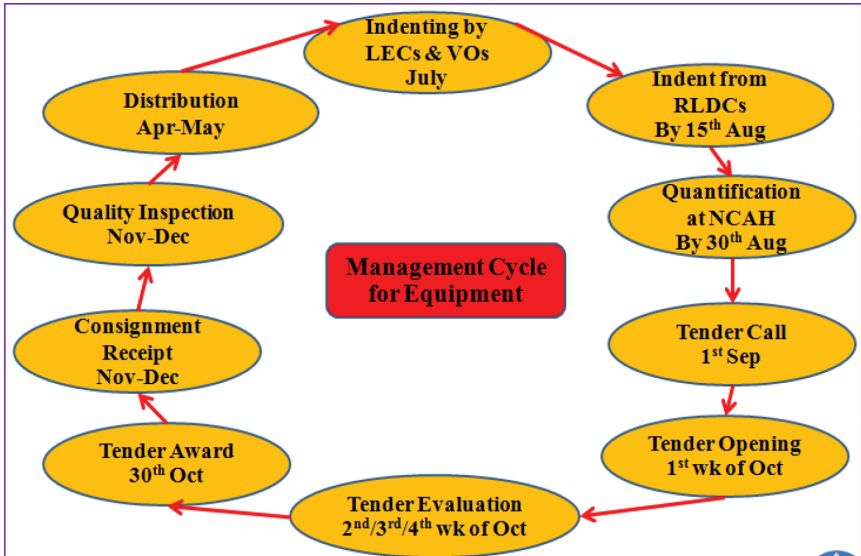 Indenting by
LECs & VOs
July
Indent from
RLDCs
By 15th Aug
Quantification
at NCAH
By 30th Aug
Tender Call
1st Sep
Tender Opening
1st wk of Oct
Tender Evaluation
2nd/3rd/4th wk of Oct
Tender Award
30th Oct
Consignment
Receipt
Nov-Dec
Quality Inspection
Nov-Dec
Distribution
Apr-May
Management Cycle
for Equipment